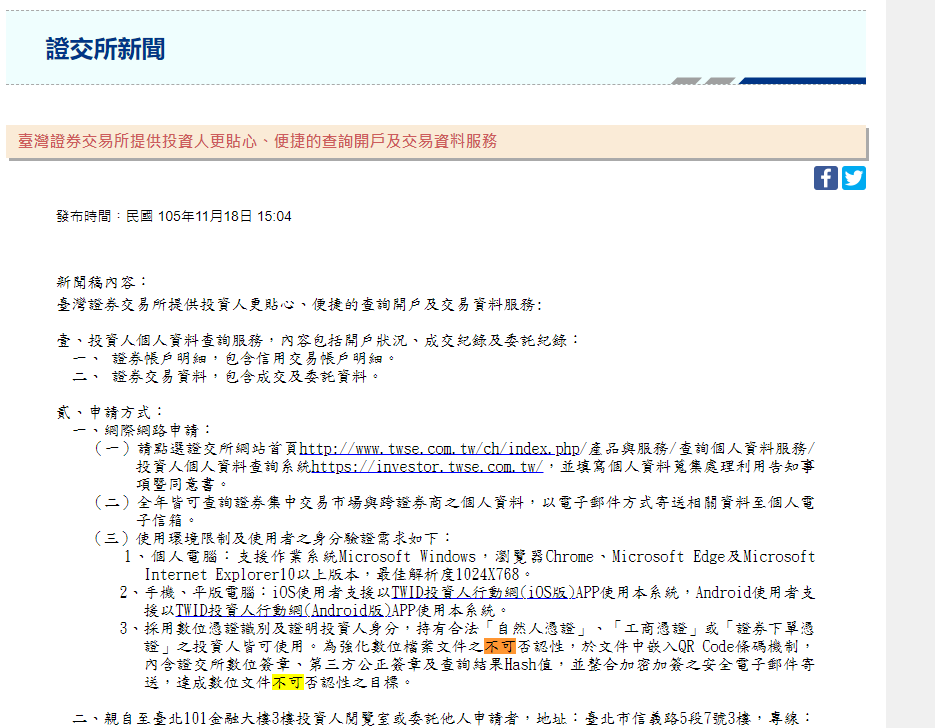 證交所新聞
臺灣證券交易所提供投資人更貼心、便捷的查詢開戶及交易資料服務
發布時間：民國 105年11月18日 15:04
新聞稿內容：
臺灣證券交易所提供投資人更貼心、便捷的查詢開戶及交易資料服務:
壹、投資人個人資料查詢服務，內容包括開戶狀況、成交紀錄及委託紀錄：
一、 證券帳戶明細，包含信用交易帳戶明細。
二、 證券交易資料，包含成交及委託資料。
貳、申請方式：
一、網際網路申請：
（一）請點選證交所網站首頁http://www.twse.com.tw/ch/index.php/產品與服務/查詢個人資料服務/
投資人個人資料查詢系統https://investor.twse.com.tw/，並填寫個人資料蒐集處理利用告知事
項暨同意書。
（二）全年皆可查詢證券集中交易市場與跨證券商之個人資料，以電子郵件方式寄送相關資料至個人電
子信箱。
（三）使用環境限制及使用者之身分驗證需求如下：
1、個人電腦：支援作業系統Microsoft Windows，瀏覽器Chrome、Microsoft Edge及Microsoft
Internet Explorer10以上版本，最佳解析度1024X768。
2、手機、平版電腦：iOS使用者支援以TWID投資人行動網(iOS版)APP使用本系統，Android使用者支
援以TWID投資人行動網(Android版)APP使用本系統。
3、採用數位憑證識別及證明投資人身分，持有合法「自然人憑證」、「工商憑證」或「證券下單憑
證」之投資人皆可使用。為強化數位檔案文件之不可否認性，於文件中嵌入QR Code條碼機制，
內含證交所數位簽章、第三方公正簽章及查詢結果Hash值，並整合加密加簽之安全電子郵件寄
送，達成數位文件不可否認性之目標。
二、親自至臺北101金融大樓3樓投資人閱覽室或委託他人申請者，地址：臺北市信義路5段7號3樓，專線：